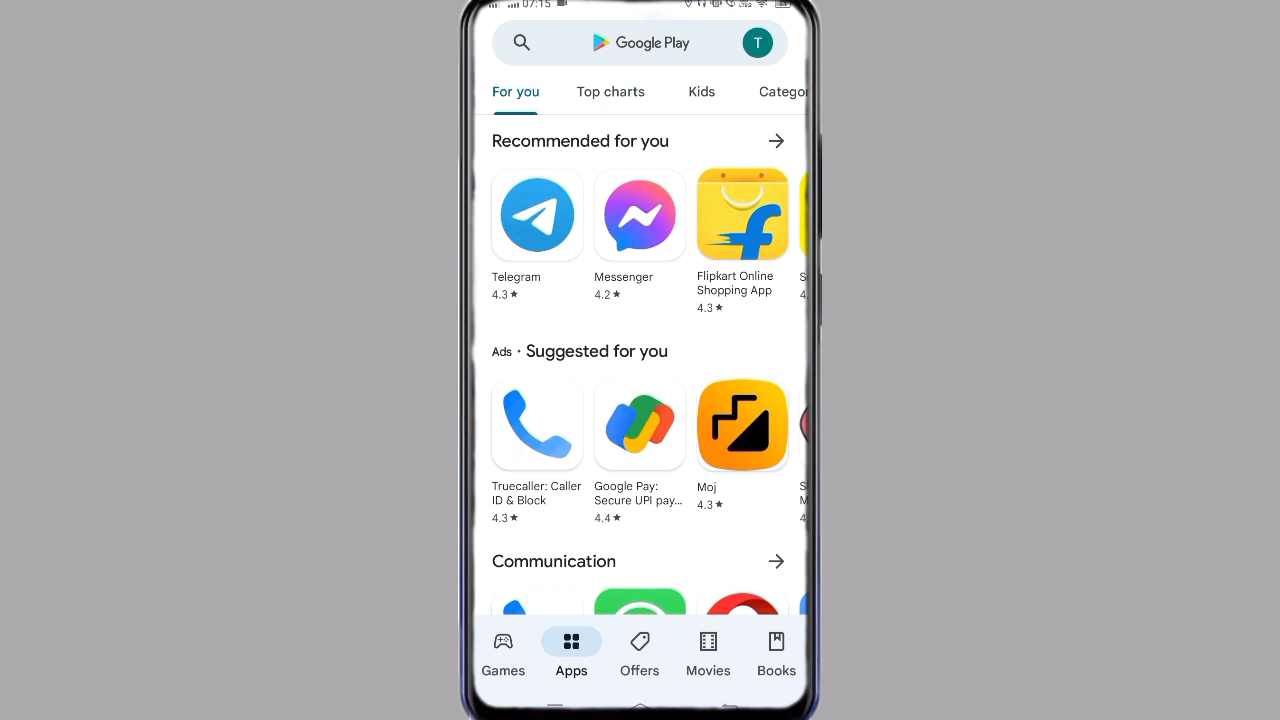 07:15
Google Play
T
For you
Top charts
Kids
Categor
Recommended for you
Telegram
Messenger
Flipkart Online
Shopping App
4.3★
4.2★
4.3★
Ads • Suggested for you
Truecaller: Caller
ID & Block
Google Pay:
Secure UPI pay...
Moj
4.3★
4.4★
4.3★
Communication
Games
Apps
Offers
Movies
Books